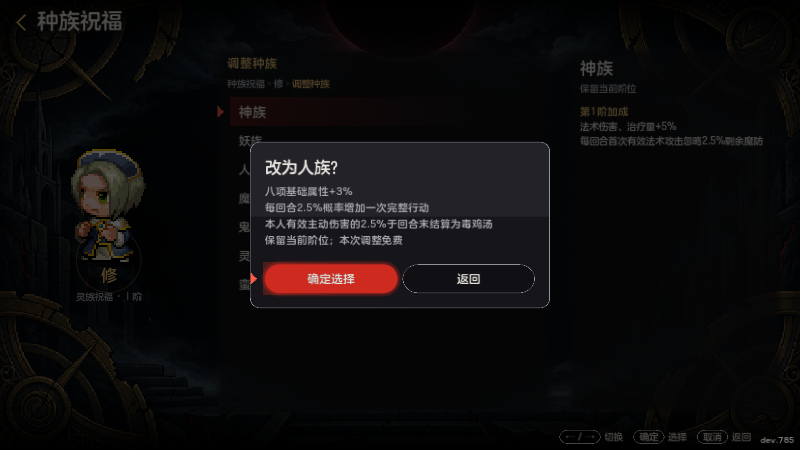 种族祝福
调整种族
种族祝福 · 修 · 调整种族
神族
妖族
人
魔
鬼
灵
蛮
神族
保留当前阶位
第1阶加成
法术伤害、治疗量+5%
每回合首次有效法术攻击忽略2.5%剩余魔防
修
灵族祝福 · Ⅰ阶
改为人族?
八项基础属性+3%
每回合2.5%概率增加一次完整行动
本人有效主动伤害的2.5%于回合末结算为毒鸡汤
保留当前阶位；本次调整免费
确定选择
返回
←/→ 切换 确定 选择 取消 返回
dev.785